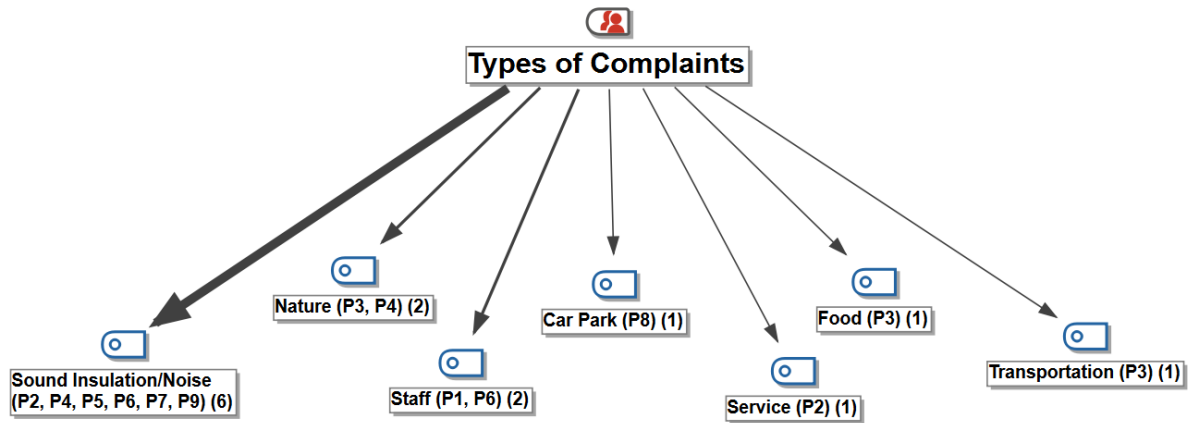 Types of Complaints
Nature (P3, P4) (2)
Car Park (P8) (1)
Food (P3) (1)
Sound Insulation/Noise
(P2, P4, P5, P6, P7, P9) (6)
Staff (P1, P6) (2)
Service (P2) (1)
Transportation (P3) (1)